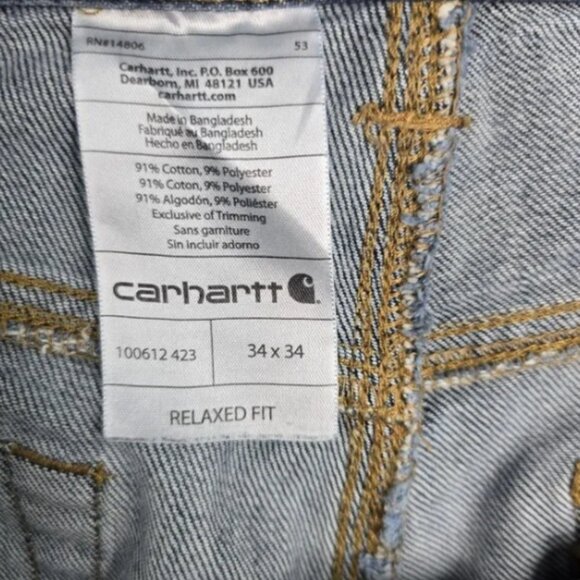 RN#14806 53
Carhartt, Inc. P.O. Box 600
Dearborn, MI 48121 USA
carhartt.com
Made in Bangladesh
Fabriqué au Bangladesh
Hecho en Bangladesh
91% Cotton, 9% Polyester
91% Coton, 9% Polyester
91% Algodón, 9% Poliéster
Exclusive of Trimming
Sans garniture
Sin incluir adorno
carhartt
100612 423 34 x 34
RELAXED FIT